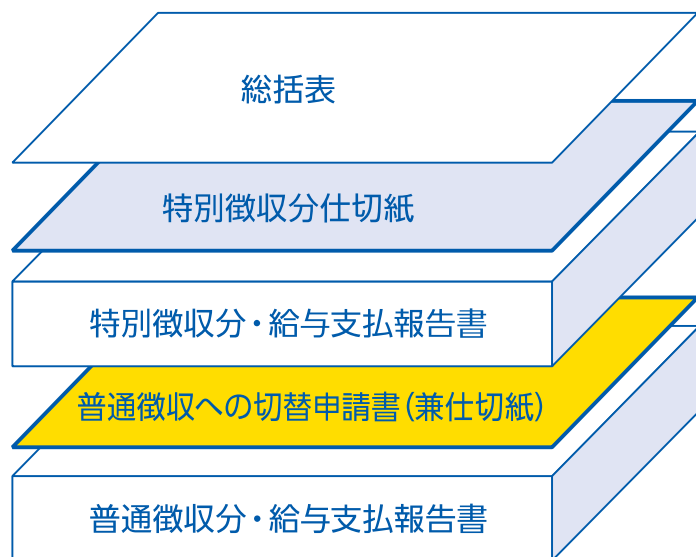 総括表
特別徴収分仕切紙
特別徴収分・給与支払報告書
普通徴収への切替申請書(兼仕切紙)
普通徴収分・給与支払報告書